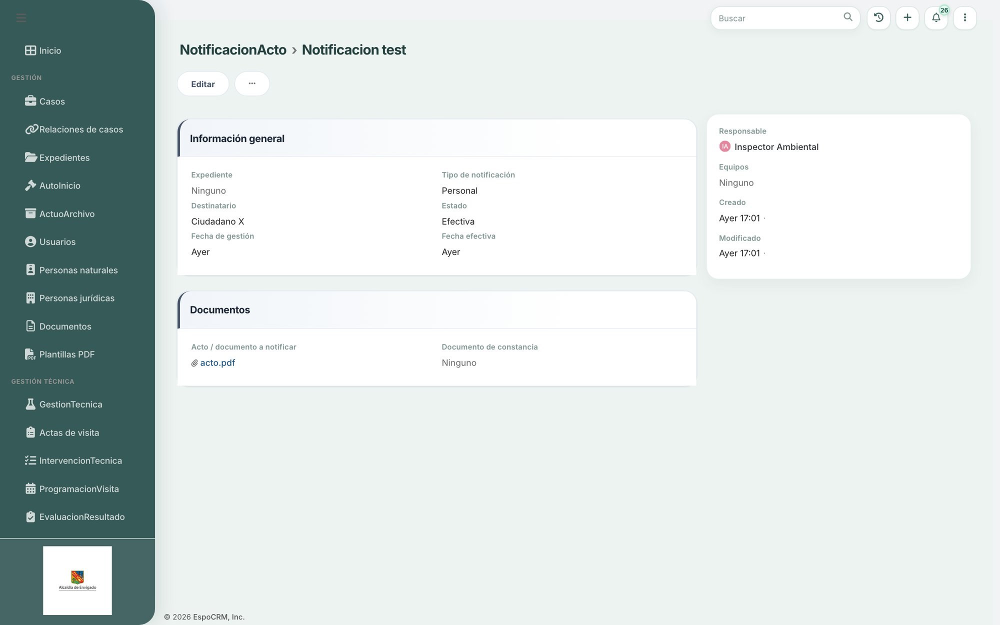 Buscar
26
NotificacionActo › Notificacion test
Editar
···
Inicio
GESTIÓN
Casos
Relaciones de casos
Expedientes
AutoInicio
ActuoArchivo
Usuarios
Personas naturales
Personas jurídicas
Documentos
Plantillas PDF
GESTIÓN TÉCNICA
GestionTecnica
Actas de visita
IntervencionTecnica
ProgramacionVisita
EvaluacionResultado
Alcaldía de Envigado
Información general
Expediente
Ninguno
Tipo de notificación
Personal
Destinatario
Ciudadano X
Estado
Efectiva
Fecha de gestión
Ayer
Fecha efectiva
Ayer
Documentos
Acto / documento a notificar
acto.pdf
Documento de constancia
Ninguno
Responsable
IA Inspector Ambiental
Equipos
Ninguno
Creado
Ayer 17:01 ·
Modificado
Ayer 17:01 ·
© 2026 EspoCRM, Inc.